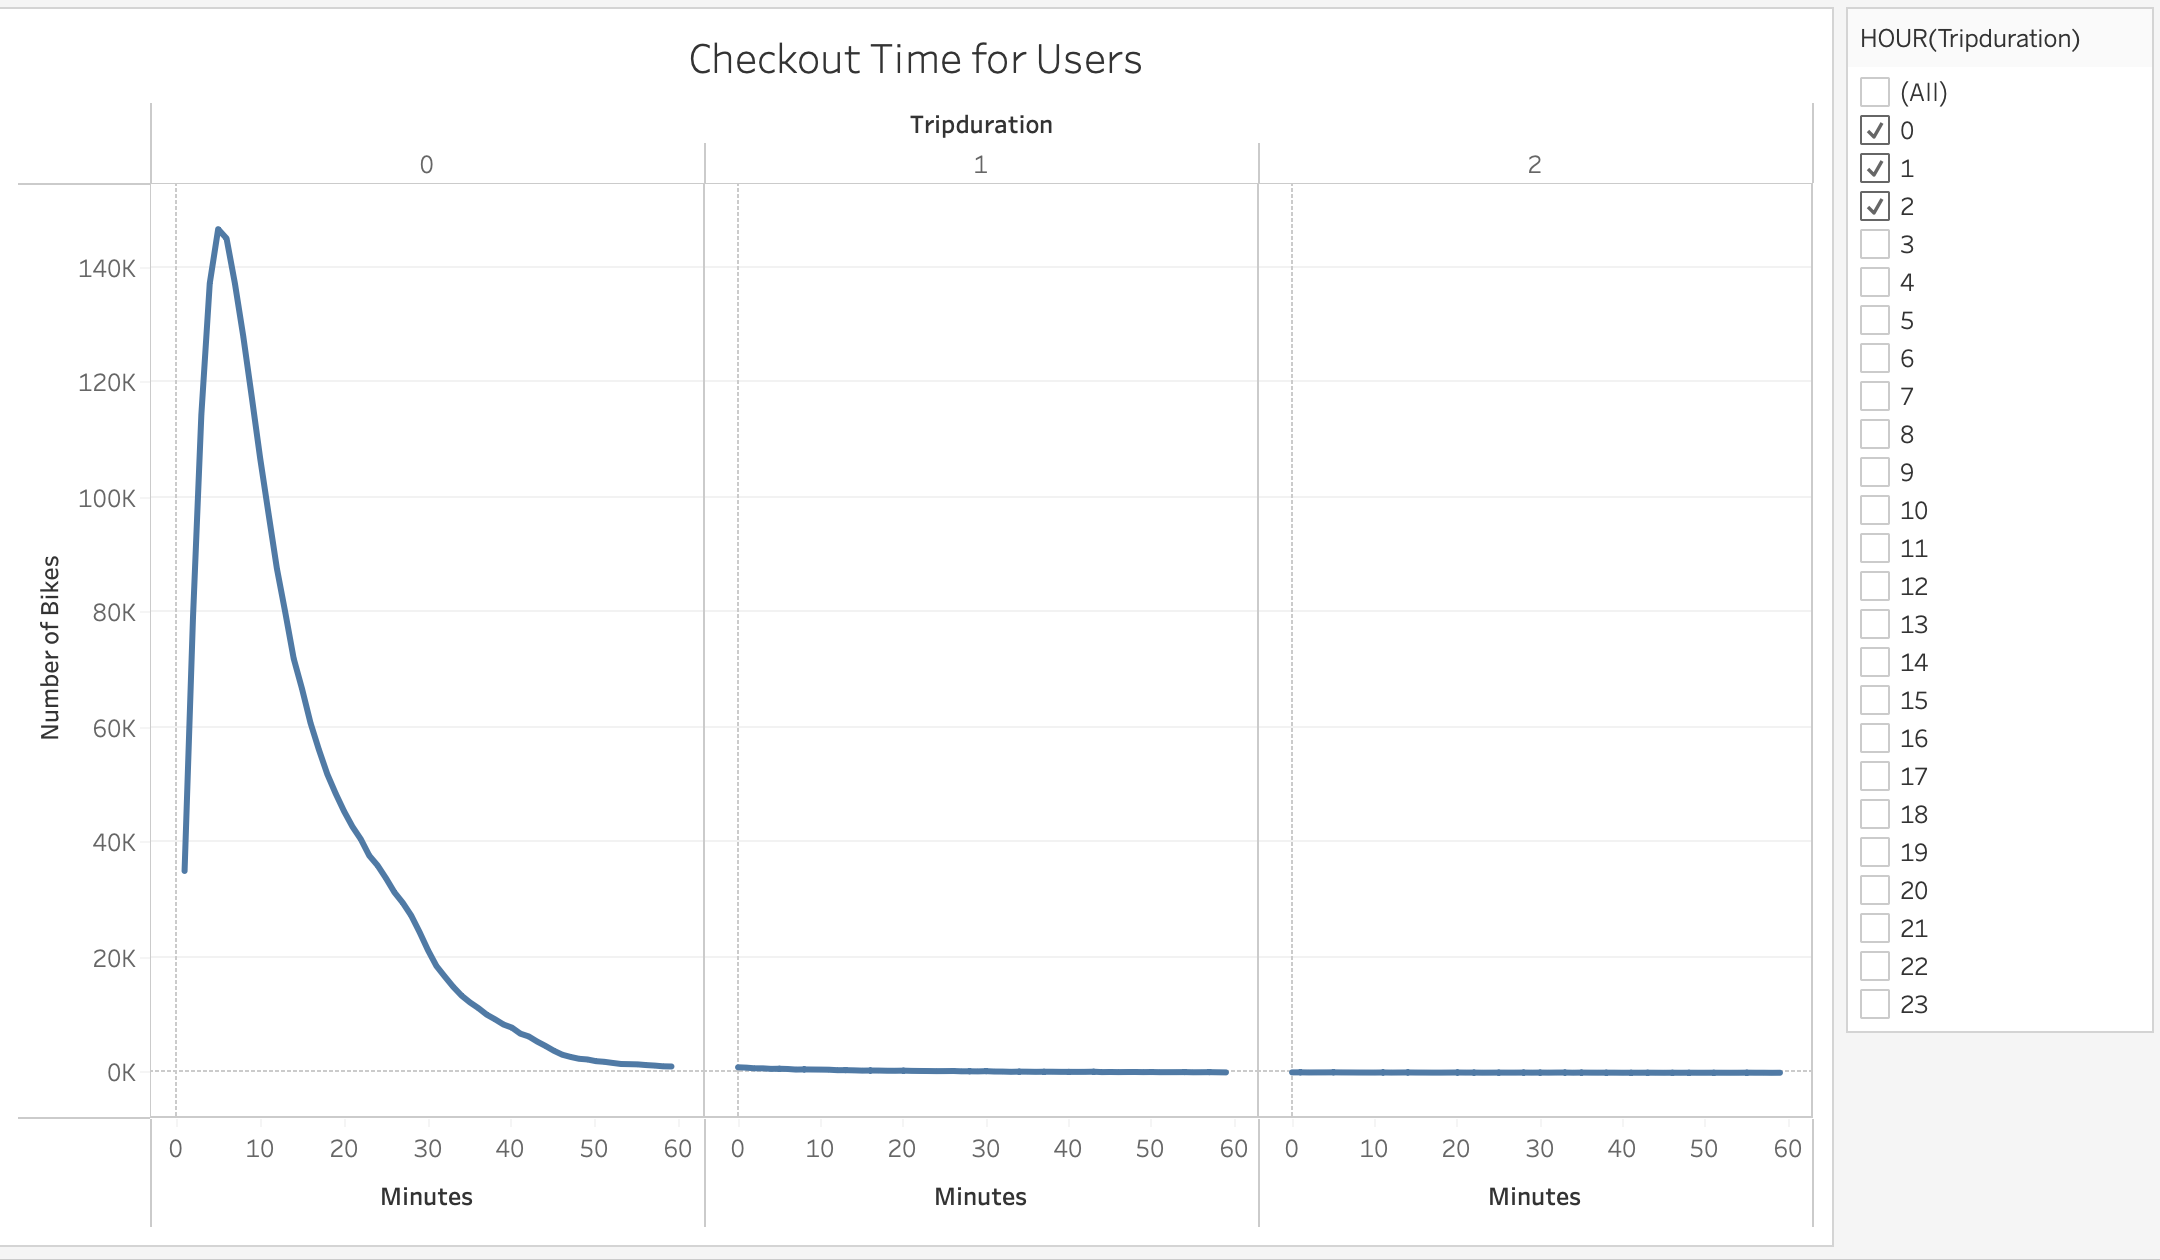 Checkout Time for Users
Tripduration
0 1 2
140K
120K
100K
80K
60K
40K
20K
0K
Number of Bikes
0 10 20 30 40 50 60 0 10 20 30 40 50 60 0 10 20 30 40 50 60
Minutes Minutes Minutes
HOUR(Tripduration)
(All)
0
1
2
3
4
5
6
7
8
9
10
11
12
13
14
15
16
17
18
19
20
21
22
23